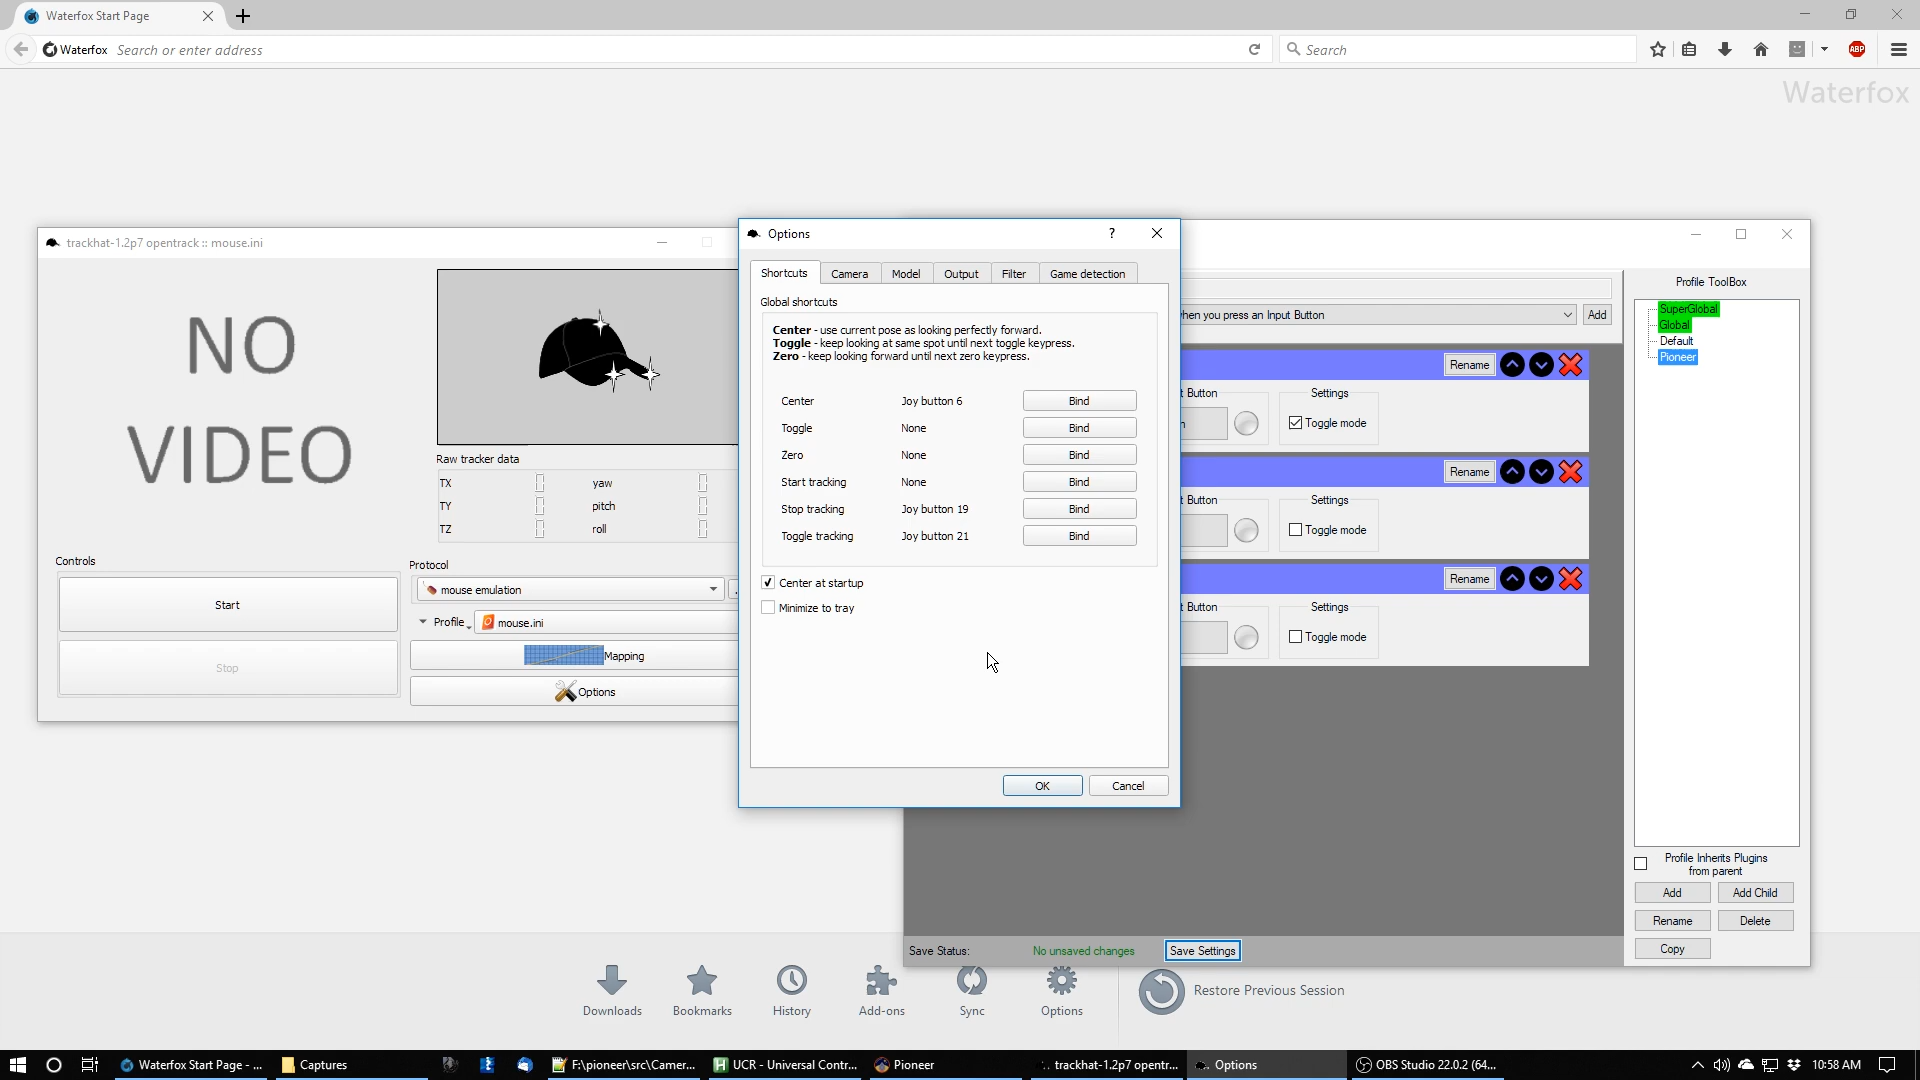 Waterfox Start Page
Waterfox Search or enter address
Search
ABP
Waterfox
trackhat-1.2p7 opentrack :: mouse.ini
NO
VIDEO
Raw tracker data
TX yaw
TY pitch
TZ roll
Controls
Start
Stop
Protocol
mouse emulation
Profile mouse.ini
Mapping
Options
Options
?
Shortcuts Camera Model Output Filter Game detection
Global shortcuts
Center - use current pose as looking perfectly forward.
Toggle - keep looking at same spot until next toggle keypress.
Zero - keep looking forward until next zero keypress.
Center Joy button 6 Bind
Toggle None Bind
Zero None Bind
Start tracking None Bind
Stop tracking Joy button 19 Bind
Toggle tracking Joy button 21 Bind
Center at startup
Minimize to tray
OK Cancel
when you press an Input Button Add
Rename
t Button Settings
Toggle mode
Rename
t Button Settings
Toggle mode
Rename
t Button Settings
Toggle mode
Profile ToolBox
SuperGlobal
Global
Default
Pioneer
Profile Inherits Plugins
from parent
Add Add Child
Rename Delete
Copy
Save Status: No unsaved changes Save Settings
Downloads Bookmarks History Add-ons Sync Options Restore Previous Session
Waterfox Start Page - ... Captures F:\pioneer\src\Camer... UCR - Universal Contr... Pioneer trackhat-1.2p7 opentr... Options OBS Studio 22.0.2 (64... 10:58 AM